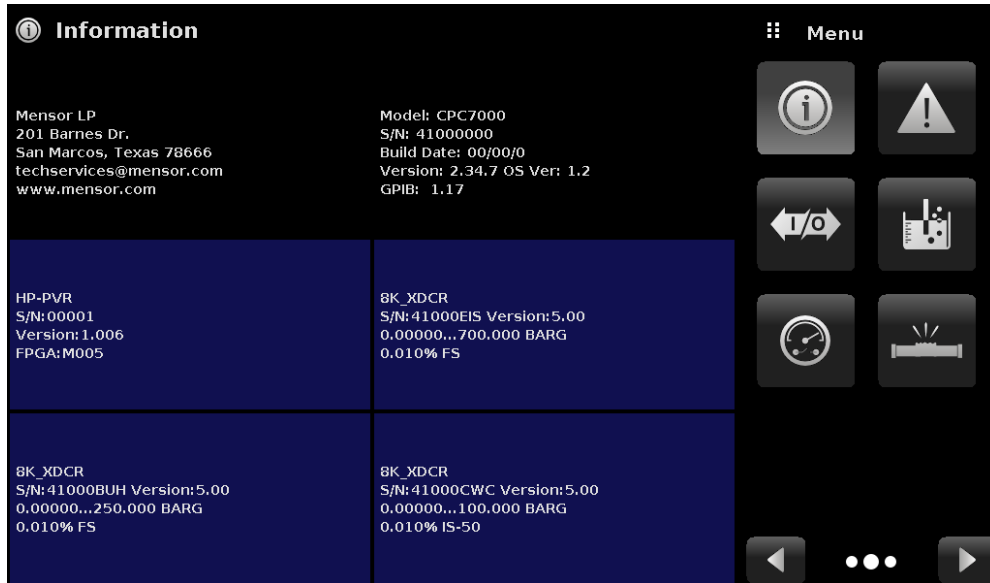 Information
Menu
Mensor LP
201 Barnes Dr.
San Marcos, Texas 78666
techservices@mensor.com
www.mensor.com
Model: CPC7000
S/N: 41000000
Build Date: 00/00/0
Version: 2.34.7 OS Ver: 1.2
GPIB: 1.17
I/O
HP-PVR
S/N:00001
Version:1.006
FPGA:M005
8K_XDCR
S/N:41000EIS Version:5.00
0.00000...700.000 BARG
0.010% FS
8K_XDCR
S/N:41000BUH Version:5.00
0.00000...250.000 BARG
0.010% FS
8K_XDCR
S/N:41000CWC Version:5.00
0.00000...100.000 BARG
0.010% IS-50